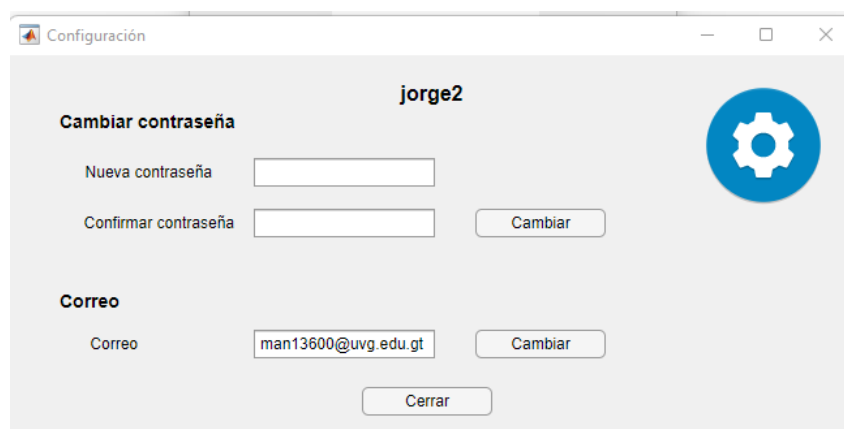 Configuración
jorge2
Cambiar contraseña
Nueva contraseña
Confirmar contraseña Cambiar
Correo
Correo man13600@uvg.edu.gt Cambiar
Cerrar